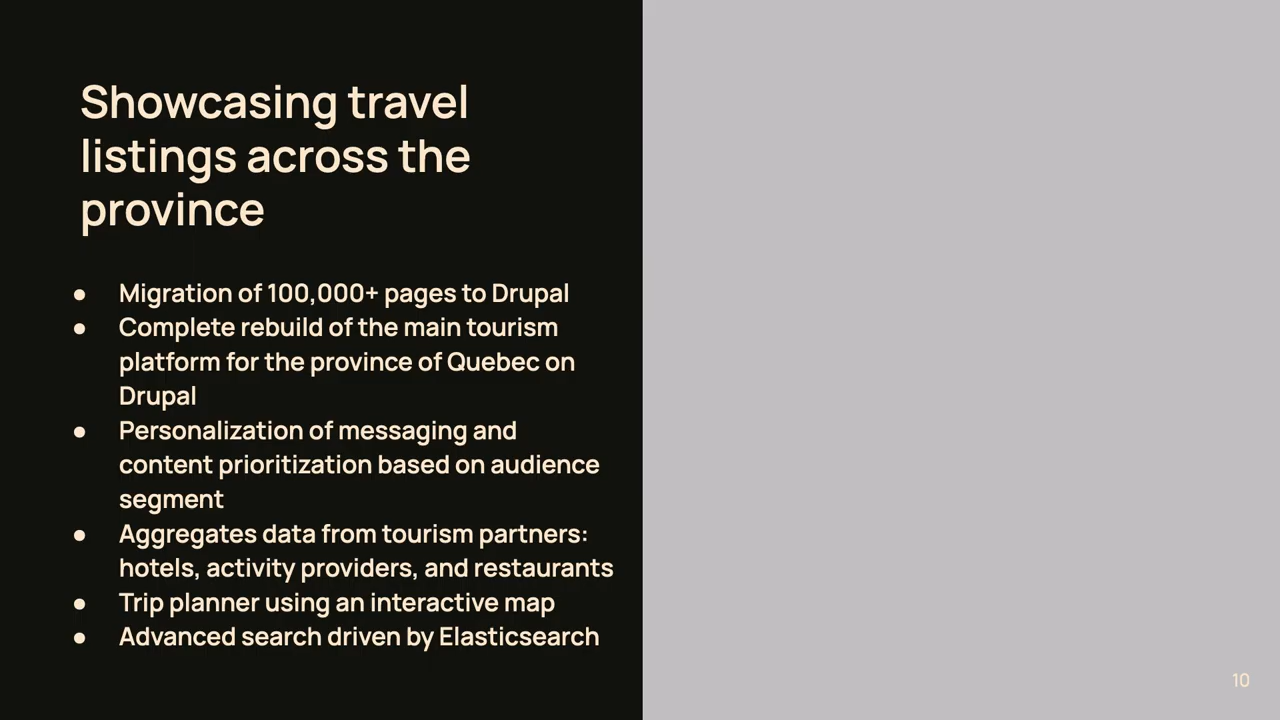 Showcasing travel
listings across the
province
● Migration of 100,000+ pages to Drupal
● Complete rebuild of the main tourism
platform for the province of Quebec on
Drupal
● Personalization of messaging and
content prioritization based on audience
segment
● Aggregates data from tourism partners:
hotels, activity providers, and restaurants
● Trip planner using an interactive map
● Advanced search driven by Elasticsearch
10